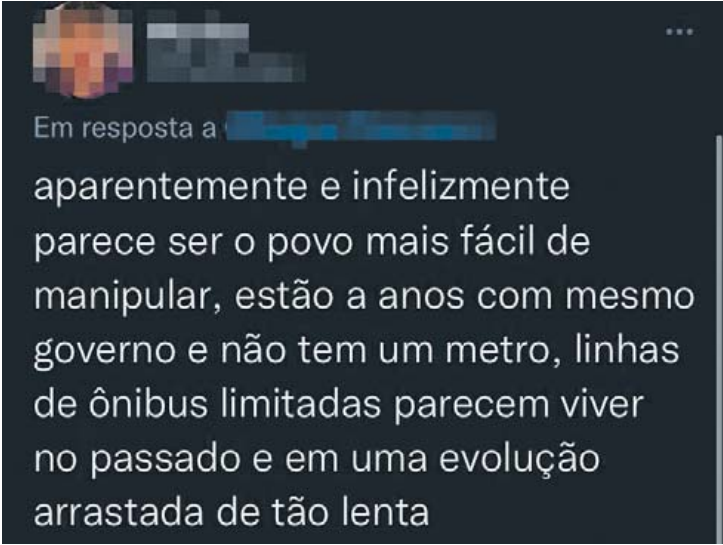 Em resposta a
aparentemente e infelizmente
parece ser o povo mais fácil de
manipular, estão a anos com mesmo
governo e não tem um metro, linhas
de ônibus limitadas parecem viver
no passado e em uma evolução
arrastada de tão lenta